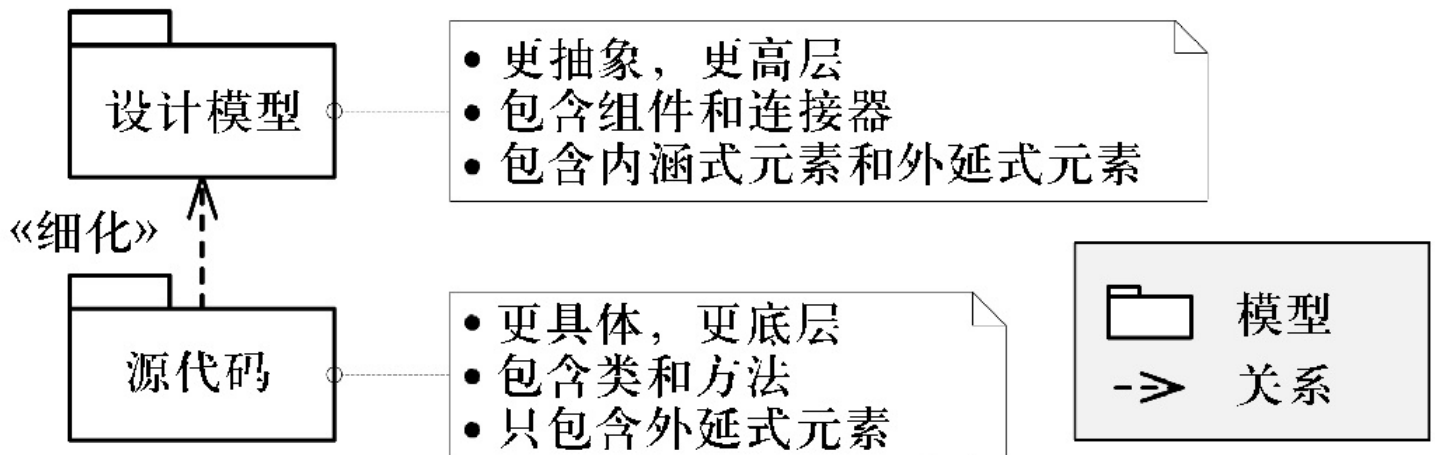 设计模型
• 更抽象，更高层
• 包含组件和连接器
• 包含内涵式元素和外延式元素
«细化»
源代码
• 更具体，更底层
• 包含类和方法
• 只包含外延式元素
模型
关系